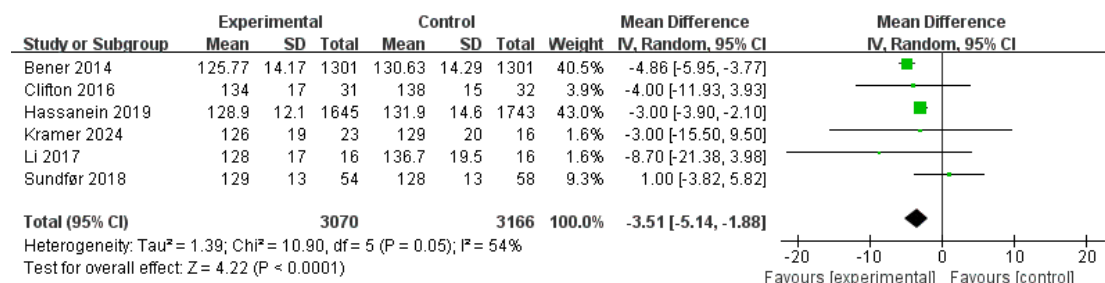 Experimental Control Mean Difference Mean Difference
Study or Subgroup Mean SD Total Mean SD Total Weight IV, Random, 95% CI IV, Random, 95% CI
Bener 2014 125.77 14.17 1301 130.63 14.29 1301 40.5% -4.86 [-5.95, -3.77]
Clifton 2016 134 17 31 138 15 32 3.9% -4.00 [-11.93, 3.93]
Hassanein 2019 128.9 12.1 1645 131.9 14.6 1743 43.0% -3.00 [-3.90, -2.10]
Kramer 2024 126 19 23 129 20 16 1.6% -3.00 [-15.50, 9.50]
Li 2017 128 17 16 136.7 19.5 16 1.6% -8.70 [-21.38, 3.98]
Sundfør 2018 129 13 54 128 13 58 9.3% 1.00 [-3.82, 5.82]
Total (95% CI) 3070 3166 100.0% -3.51 [-5.14, -1.88]
Heterogeneity: Tau² = 1.39; Chi² = 10.90, df = 5 (P = 0.05); I² = 54%
Test for overall effect: Z = 4.22 (P < 0.0001)
-20 -10 0 10 20
Favours [experimental] Favours [control]